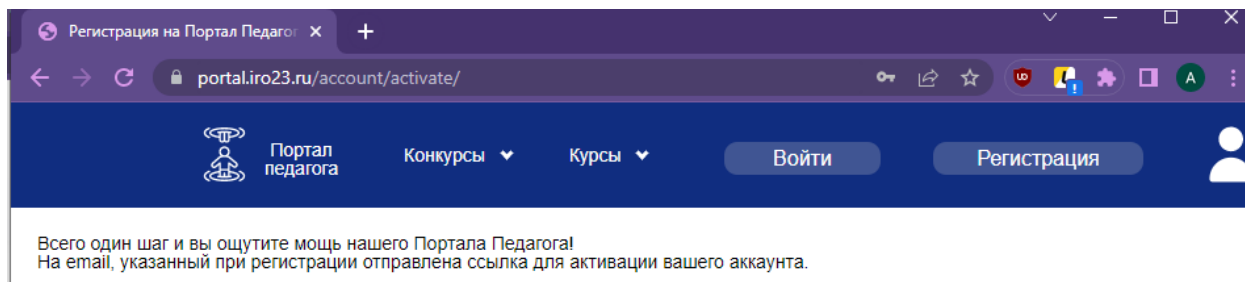 Регистрация на Портал Педагог
portal.iro23.ru/account/activate/
A
Портал педагога
Конкурсы
Курсы
Войти
Регистрация
Всего один шаг и вы ощутите мощь нашего Портала Педагога!
На email, указанный при регистрации отправлена ссылка для активации вашего аккаунта.